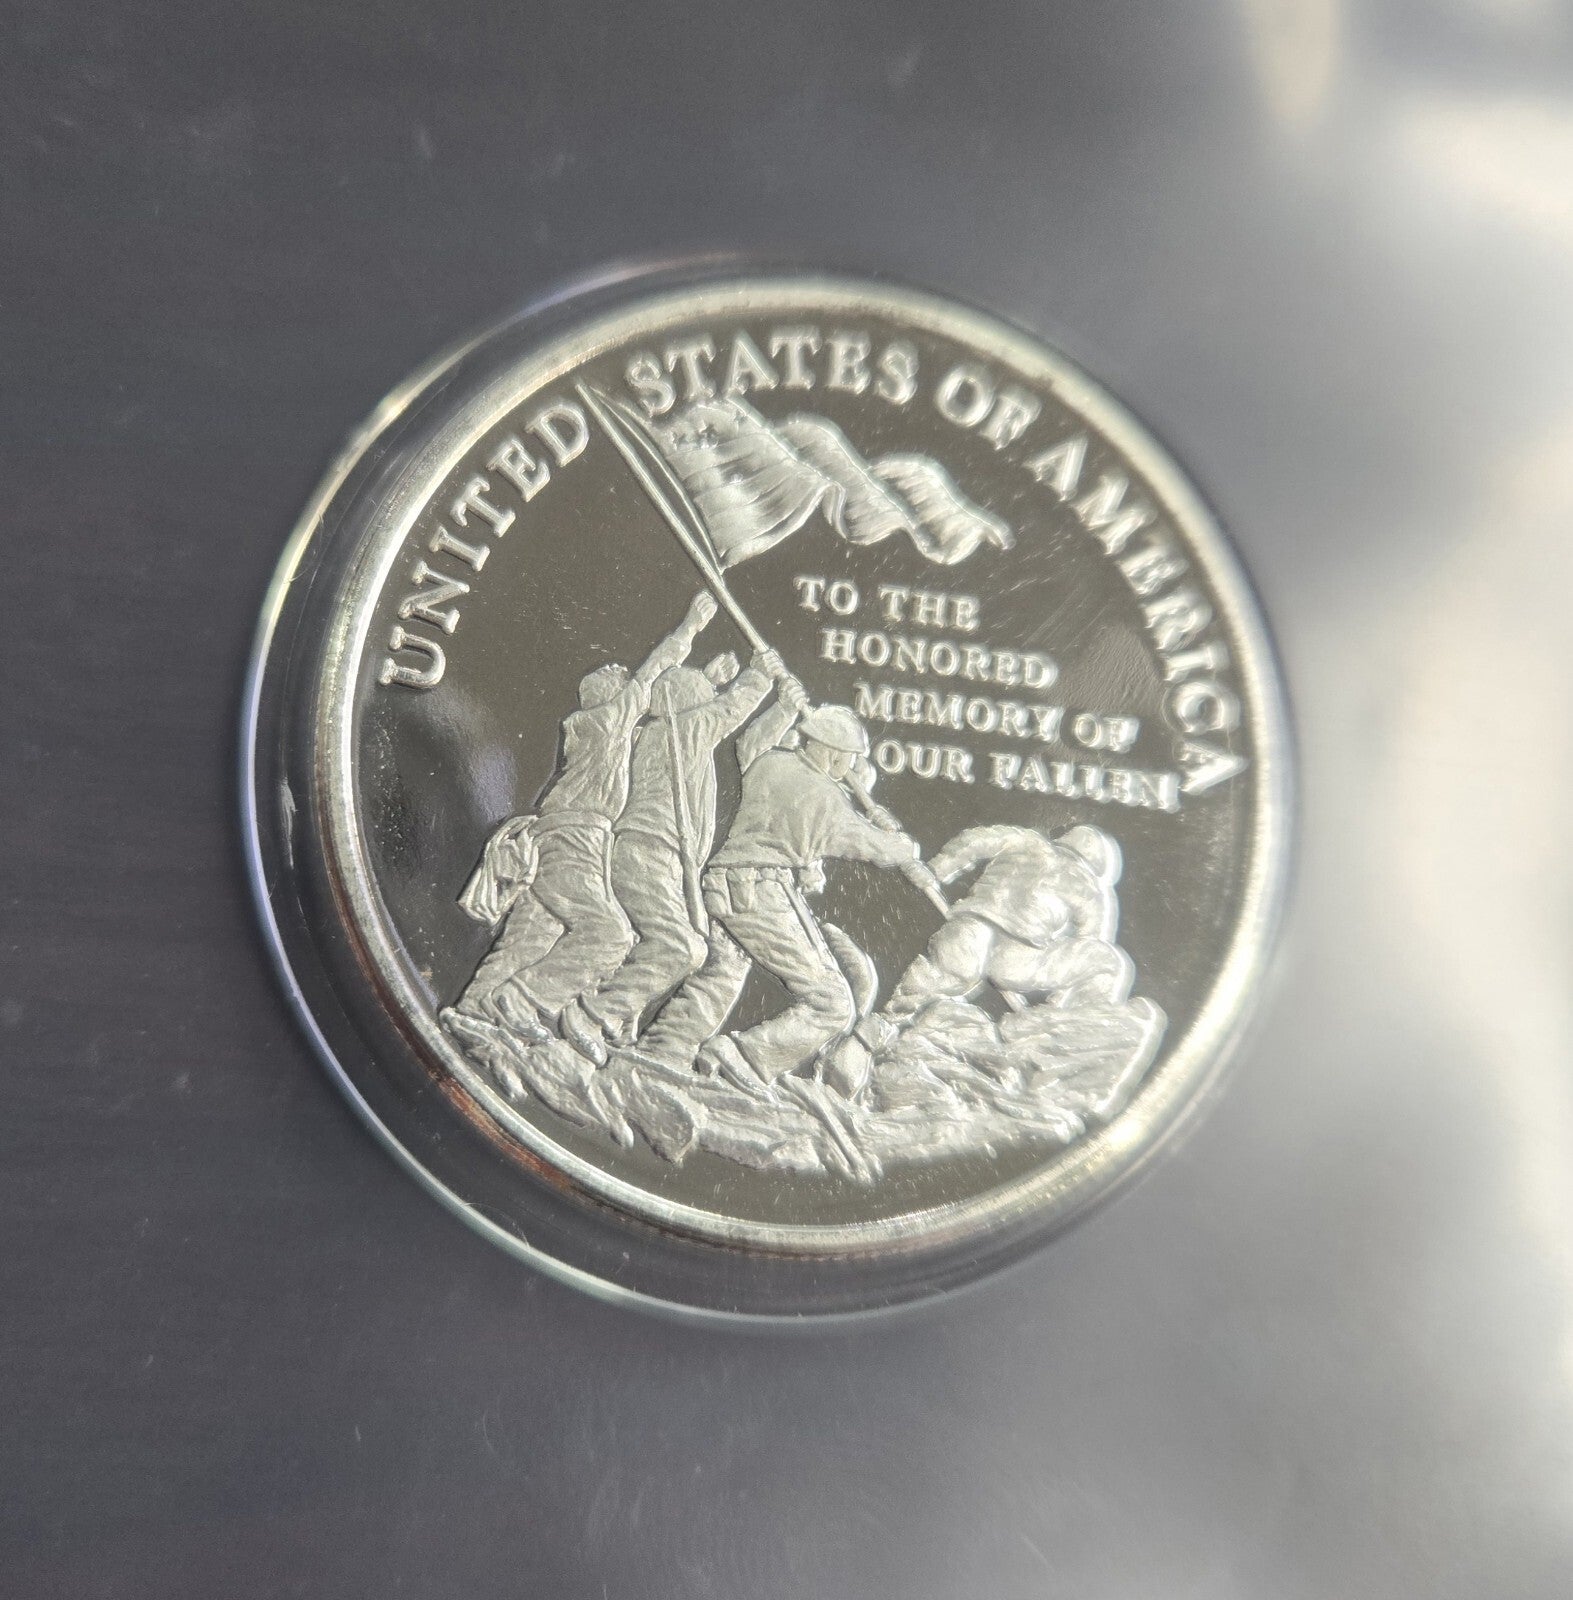 UNITED STATES OF AMERICA
TO THE
HONORED
MEMORY OF
OUR FALLEN